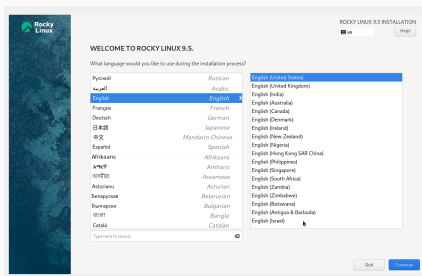 Rocky
Linux
ROCKY LINUX 9.5 INSTALLATION
us
Help!
WELCOME TO ROCKY LINUX 9.5.
What language would you like to use during the installation process?
Русский Russian
العربية Arabic
English English
Français French
Deutsch German
日本語 Japanese
中文 Mandarin Chinese
Español Spanish
Afrikaans Afrikaans
አማርኛ Amharic
অসমীয়া Assamese
Asturianu Asturian
Беларуская Belarusian
Български Bulgarian
বাংলা Bangla
Català Catalan
Type here to search.
English (United States)
English (United Kingdom)
English (India)
English (Australia)
English (Canada)
English (Denmark)
English (Ireland)
English (New Zealand)
English (Nigeria)
English (Hong Kong SAR China)
English (Philippines)
English (Singapore)
English (South Africa)
English (Zambia)
English (Zimbabwe)
English (Botswana)
English (Antigua & Barbuda)
English (Israel)
Quit
Continue